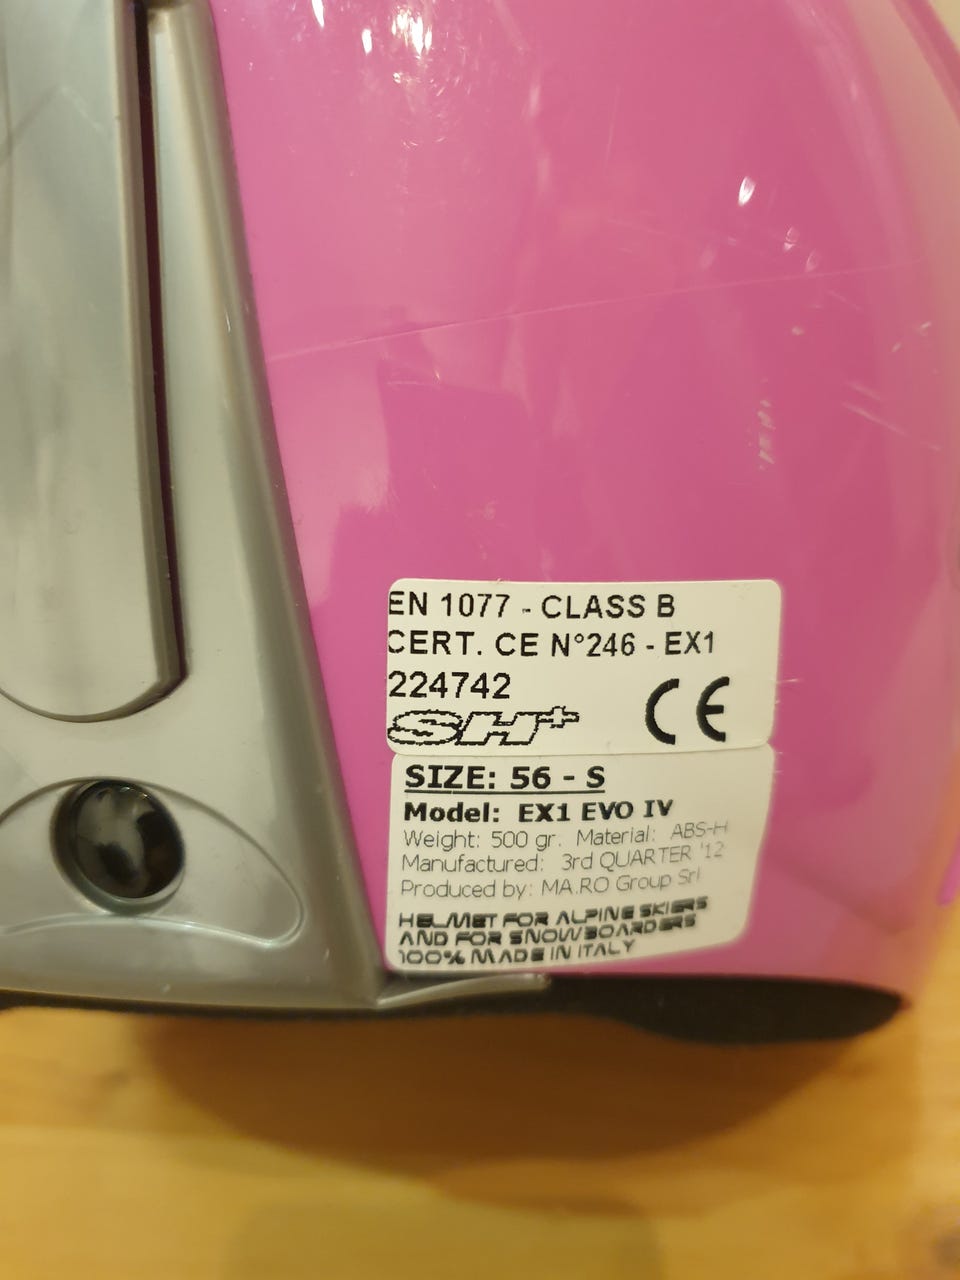 EN 1077 - CLASS B
CERT. CE N°246 - EX1
224742
SH+ CE
SIZE: 56 - S
Model: EX1 EVO IV
Weight: 500 gr. Material: ABS-H
Manufactured: 3rd QUARTER '12
Produced by: MA.RO Group Srl
HELMET FOR ALPINE SKIERS
AND FOR SNOWBOARDERS
100% MADE IN ITALY